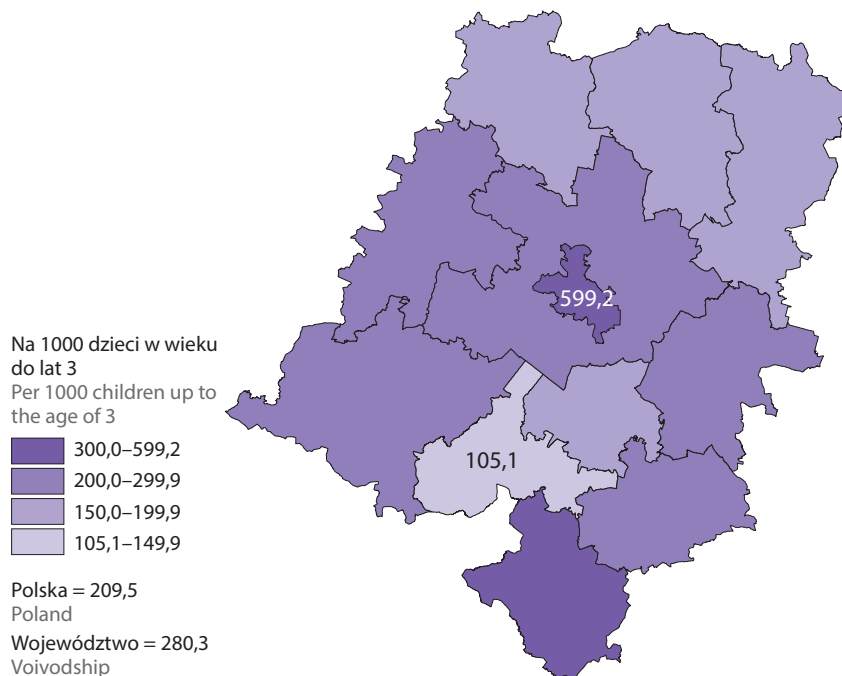 599,2
105,1
Na 1000 dzieci w wieku
do lat 3
Per 1000 children up to
the age of 3
300,0–599,2
200,0–299,9
150,0–199,9
105,1–149,9
Polska = 209,5
Poland
Województwo = 280,3
Voivodship